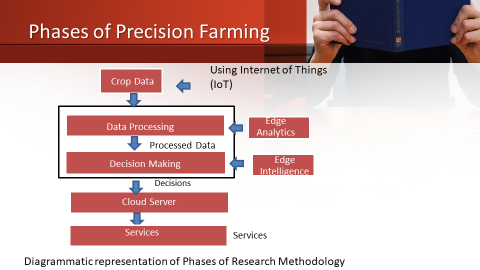 Phases of Precision Farming
Using Internet of Things
(IoT)
Crop Data
Data Processing
Edge
Analytics
Processed Data
Decision Making
Edge
Intelligence
Decisions
Cloud Server
Services
Services
Diagrammatic representation of Phases of Research Methodology